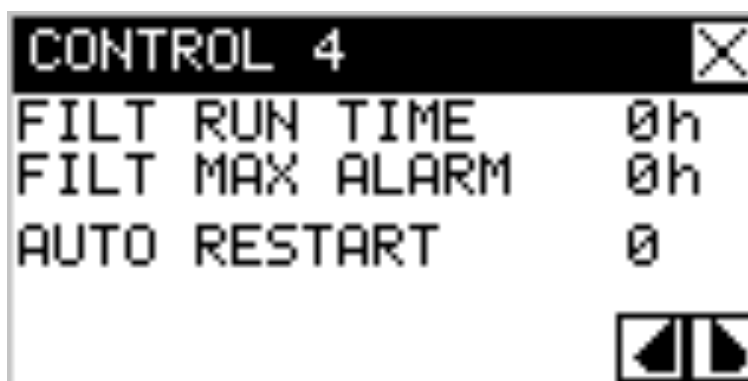 CONTROL 4
FILT RUN TIME 0h
FILT MAX ALARM 0h
AUTO RESTART 0